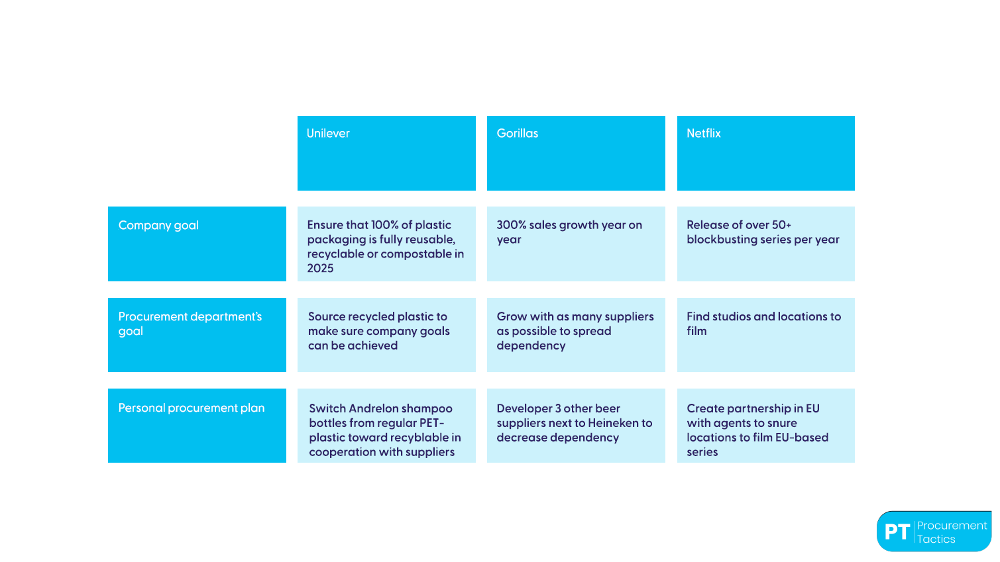 Unilever
Gorillas
Netflix
Company goal
Ensure that 100% of plastic
packaging is fully reusable,
recyclable or compostable in
2025
300% sales growth year on
year
Release of over 50+
blockbusting series per year
Procurement department's
goal
Source recycled plastic to
make sure company goals
can be achieved
Grow with as many suppliers
as possible to spread
dependency
Find studios and locations to
film
Personal procurement plan
Switch Andrelon shampoo
bottles from regular PET-
plastic toward recyblable in
cooperation with suppliers
Developer 3 other beer
suppliers next to Heineken to
decrease dependency
Create partnership in EU
with agents to snure
locations to film EU-based
series
PT Procurement
Tactics